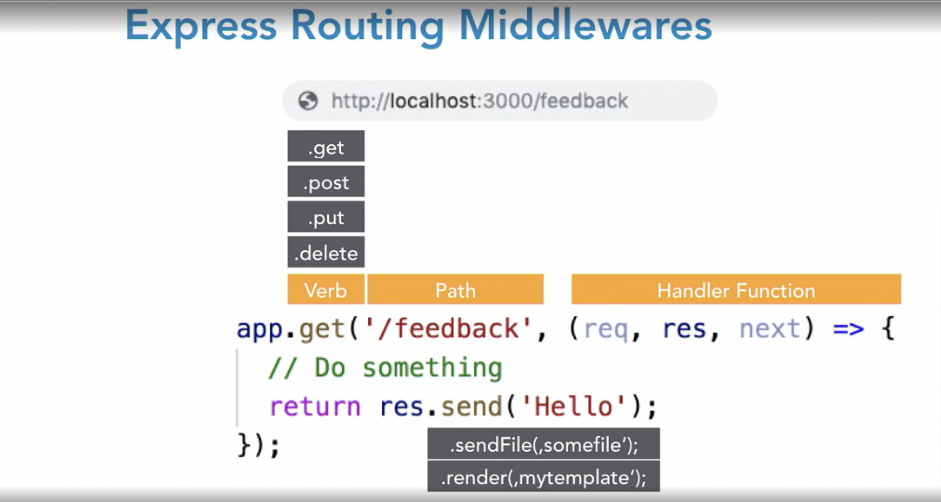 Express Routing Middlewares
http://localhost:3000/feedback
.get
.post
.put
.delete
Verb Path Handler Function
app.get('/feedback', (req, res, next) => {
// Do something
return res.send('Hello');
});
.sendFile(‚somefile’);
.render(‚mytemplate’);